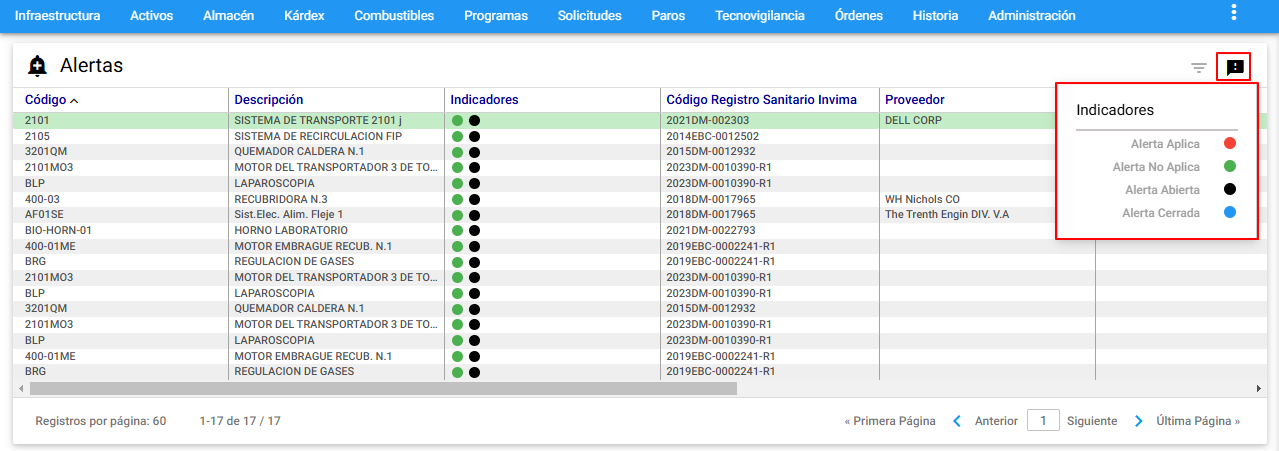 Infraestructura Activos Almacén Kárdex Combustibles Programas Solicitudes Paros Tecnovigilancia Órdenes Historia Administración
Alertas
Código Descripción Indicadores Código Registro Sanitario Invima Proveedor
2101 SISTEMA DE TRANSPORTE 2101 j 2021DM-002303 DELL CORP
2105 SISTEMA DE RECIRCULACION FIP 2014EBC-0012502
3201QM QUEMADOR CALDERA N.1 2015DM-0012932
2101MO3 MOTOR DEL TRANSPORTADOR 3 DE TO... 2023DM-0010390-R1
BLP LAPAROSCOPIA 2023DM-0010390-R1
400-03 RECUBRIDORA N.3 2018DM-0017965 WH Nichols CO
AF01SE Sist.Elec. Alim. Fleje 1 2018DM-0017965 The Trenth Engin DIV. V.A
BIO-HORN-01 HORNO LABORATORIO 2021DM-0022793
400-01ME MOTOR EMBRAGUE RECUB. N.1 2019EBC-0002241-R1
BRG REGULACION DE GASES 2019EBC-0002241-R1
2101MO3 MOTOR DEL TRANSPORTADOR 3 DE TO... 2023DM-0010390-R1
BLP LAPAROSCOPIA 2023DM-0010390-R1
3201QM QUEMADOR CALDERA N.1 2015DM-0012932
2101MO3 MOTOR DEL TRANSPORTADOR 3 DE TO... 2023DM-0010390-R1
BLP LAPAROSCOPIA 2023DM-0010390-R1
400-01ME MOTOR EMBRAGUE RECUB. N.1 2019EBC-0002241-R1
BRG REGULACION DE GASES 2019EBC-0002241-R1
Indicadores
Alerta Aplica
Alerta No Aplica
Alerta Abierta
Alerta Cerrada
Registros por página: 60 1-17 de 17 / 17 « Primera Página Anterior 1 Siguiente Última Página »